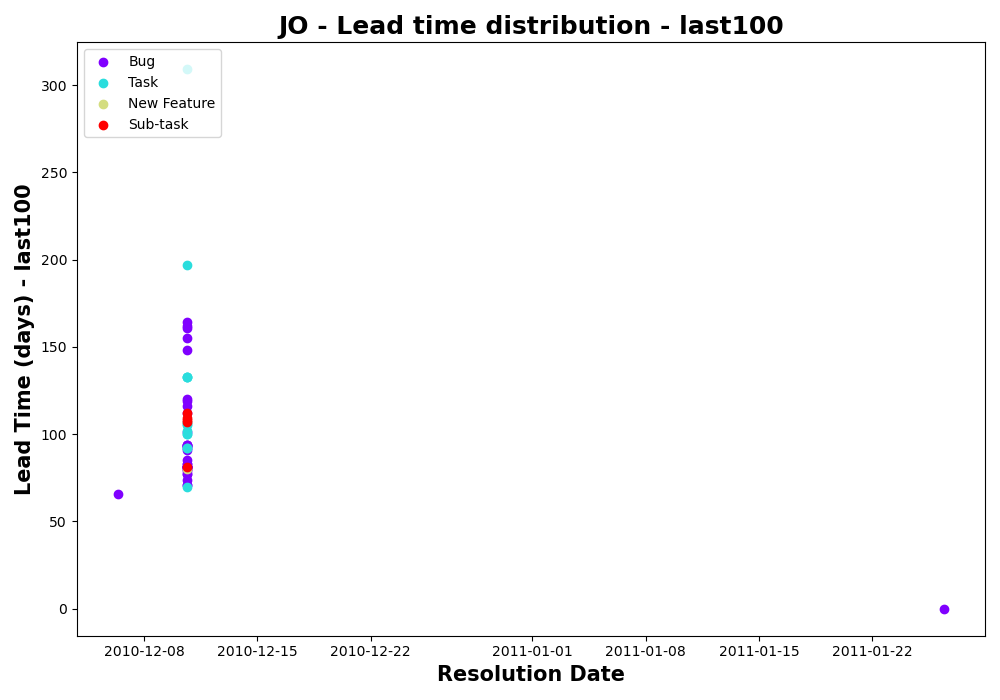 JO - Lead time distribution - last100
Bug
Task
New Feature
Sub-task
Lead Time (days) - last100
300
250
200
150
100
50
0
2010-12-08
2010-12-15
2010-12-22
2011-01-01
2011-01-08
2011-01-15
2011-01-22
Resolution Date